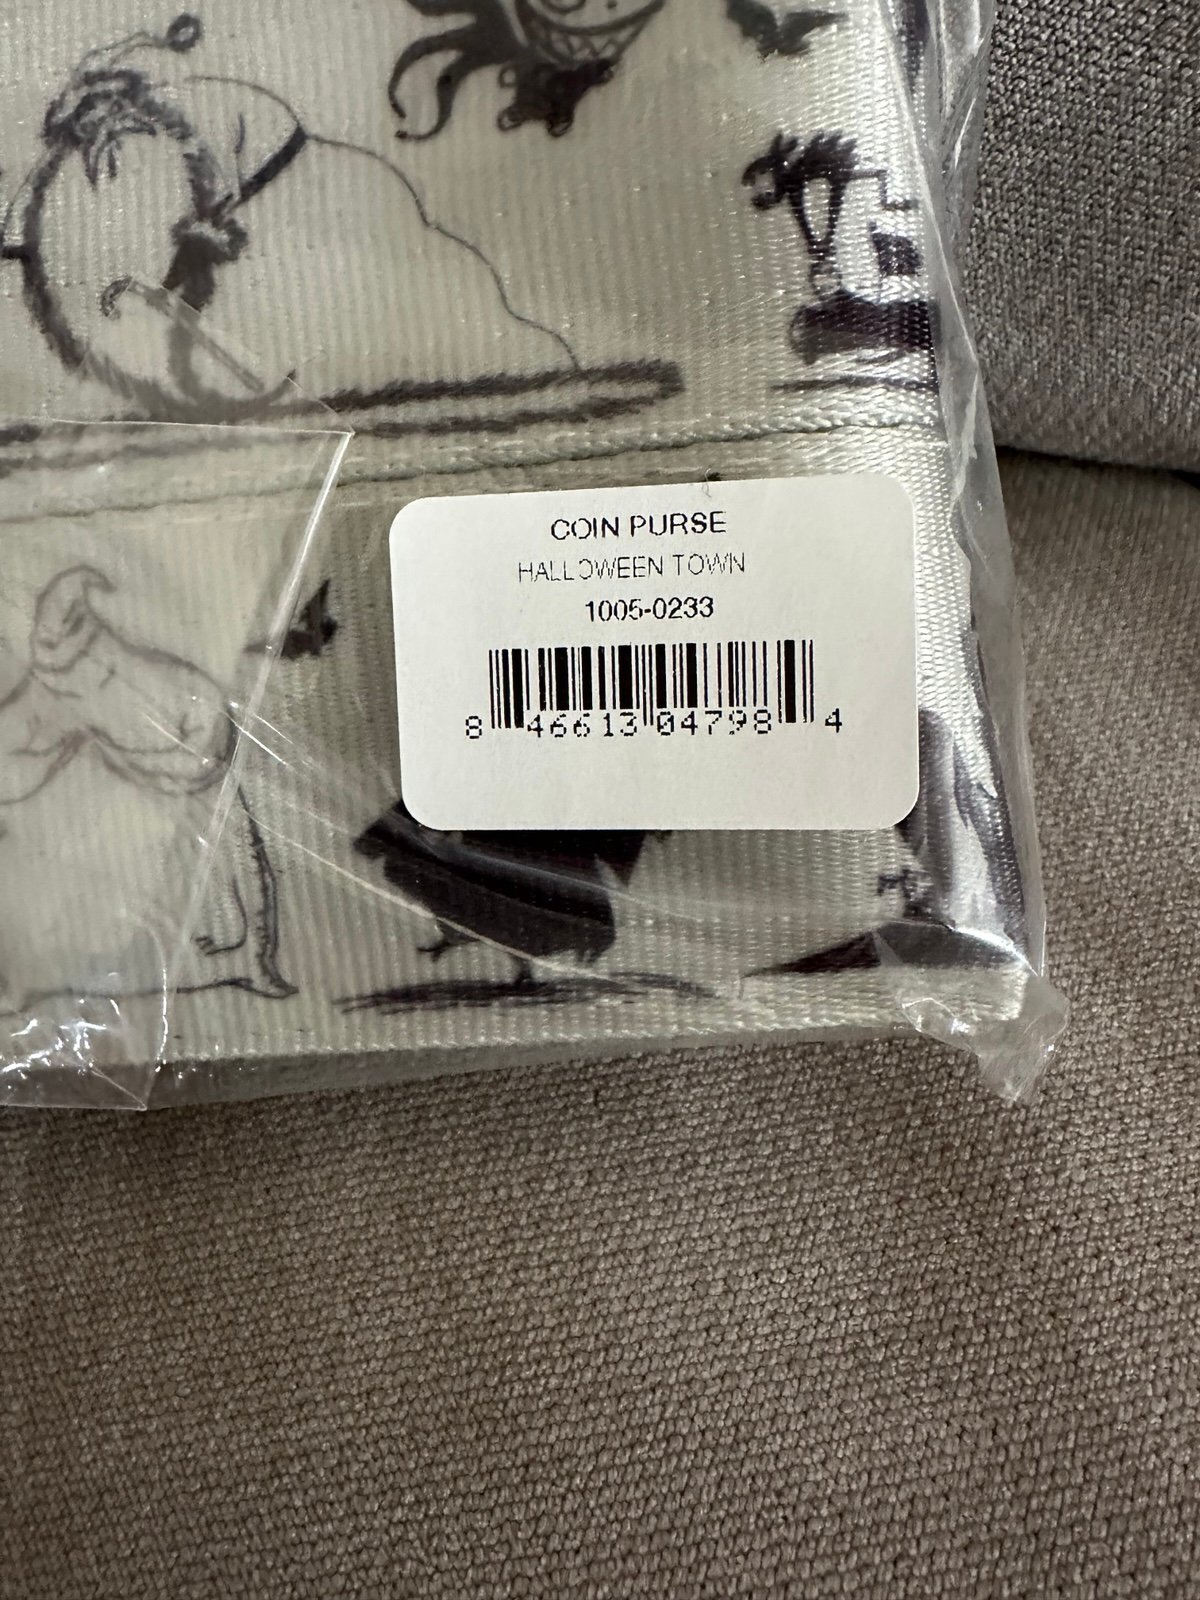 COIN PURSE
HALLOWEEN TOWN
1005-0233
8 46613 04798 4